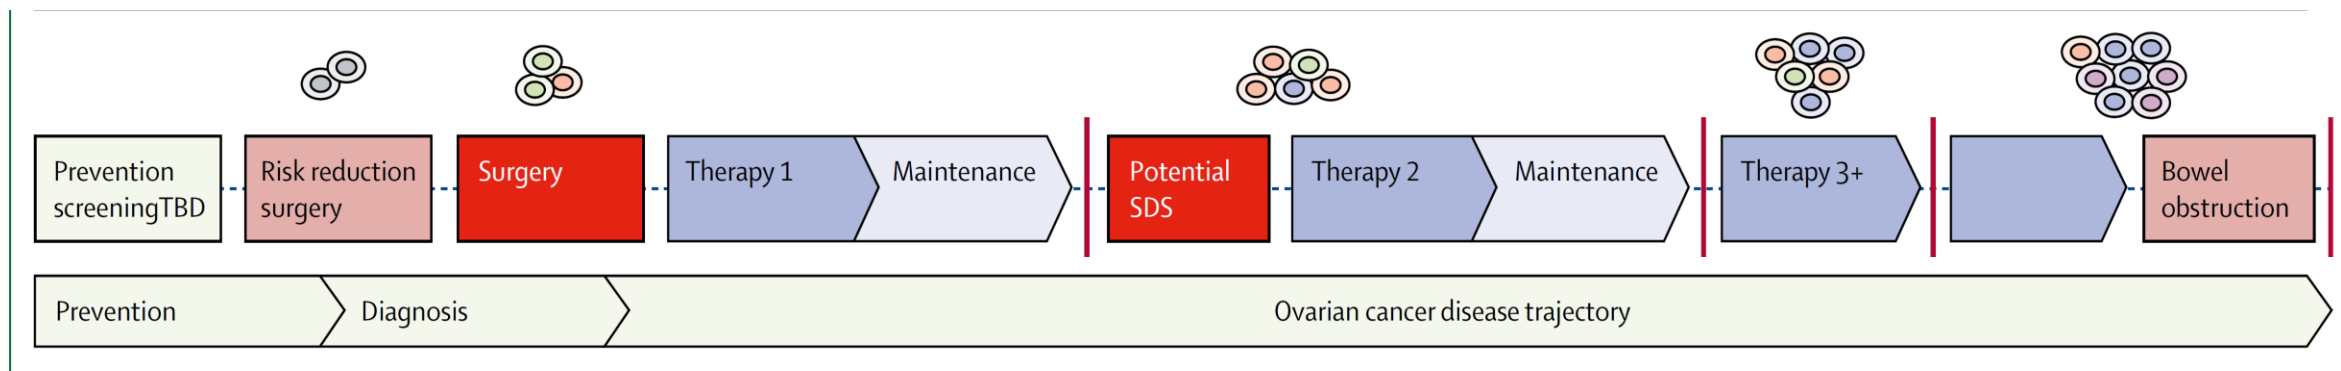 Prevention
screeningTBD
Risk reduction
surgery
Surgery
Therapy 1
Maintenance
Potential
SDS
Therapy 2
Maintenance
Therapy 3+
Bowel
obstruction
Prevention
Diagnosis
Ovarian cancer disease trajectory